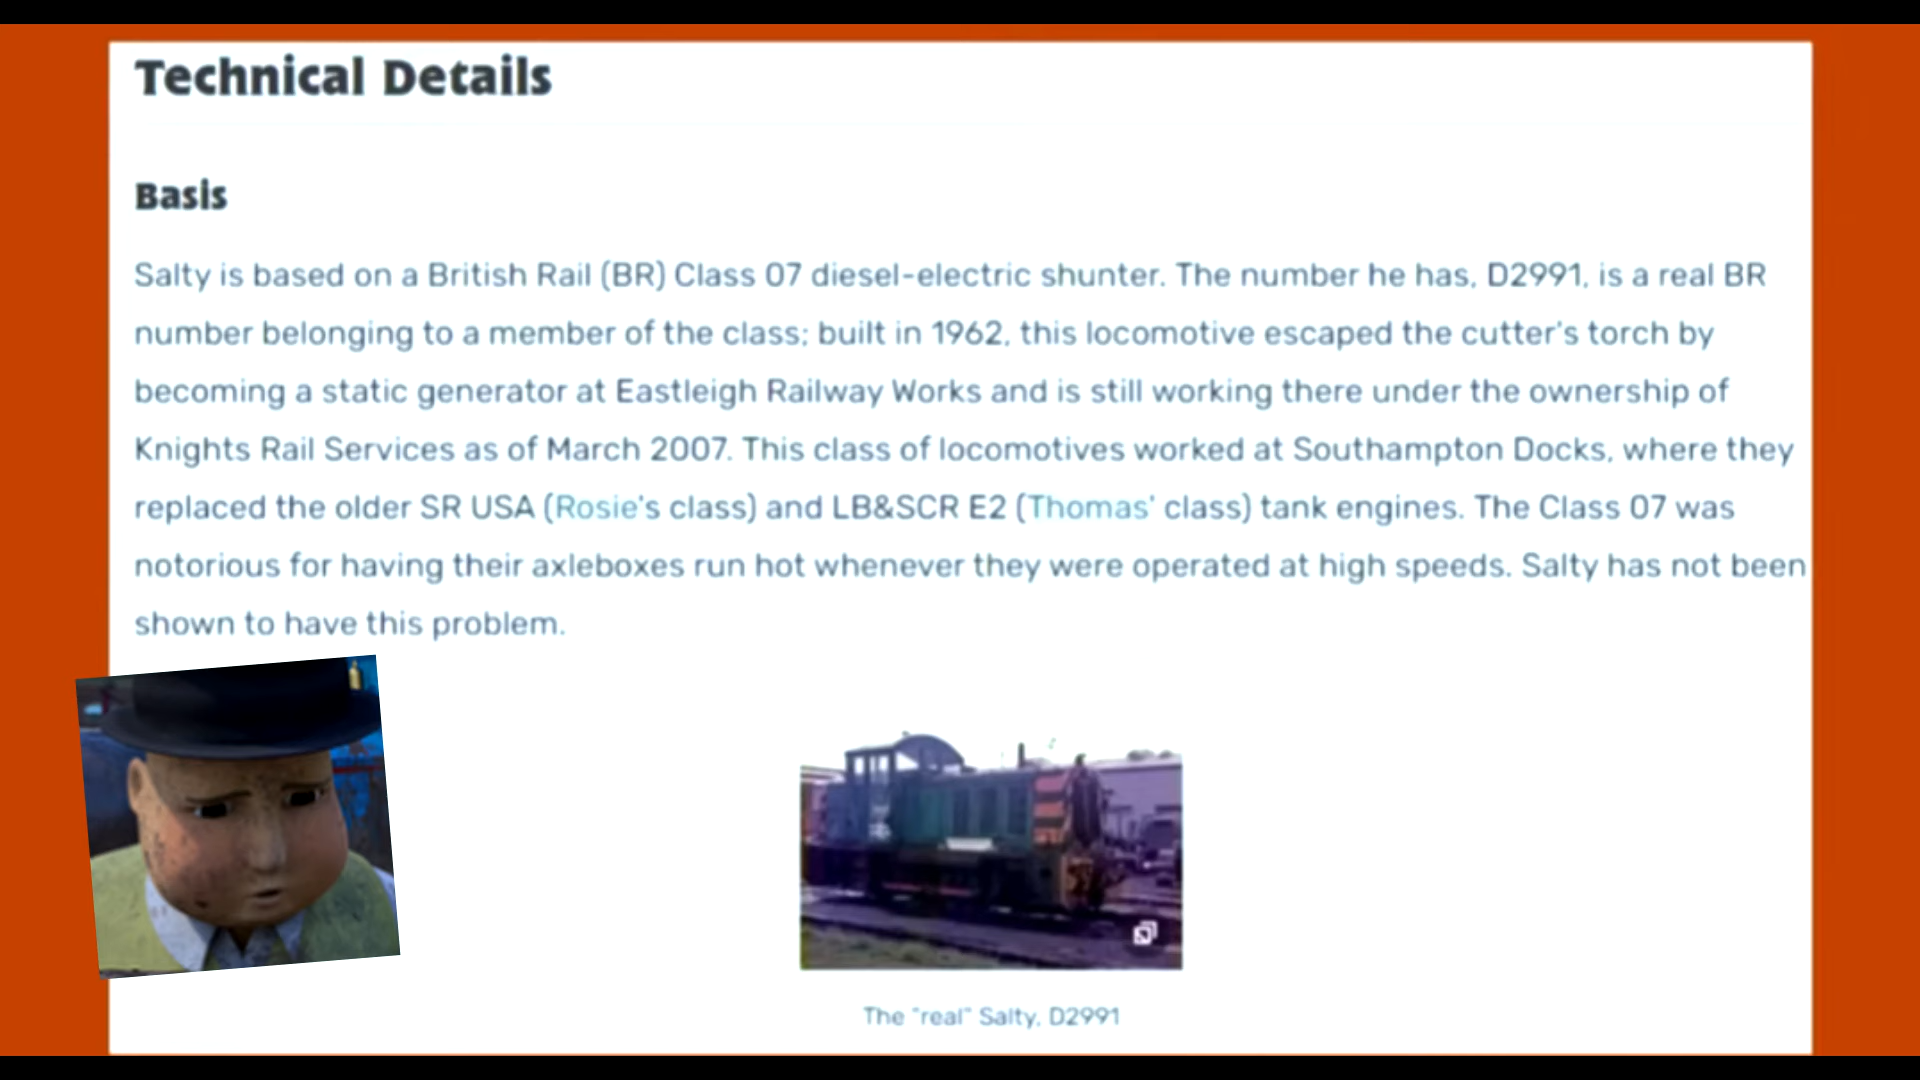 Technical Details
Basis
Salty is based on a British Rail (BR) Class 07 diesel-electric shunter. The number he has, D2991, is a real BR
number belonging to a member of the class; built in 1962, this locomotive escaped the cutter's torch by
becoming a static generator at Eastleigh Railway Works and is still working there under the ownership of
Knights Rail Services as of March 2007. This class of locomotives worked at Southampton Docks, where they
replaced the older SR USA (Rosie's class) and LB&SCR E2 (Thomas' class) tank engines. The Class 07 was
notorious for having their axleboxes run hot whenever they were operated at high speeds. Salty has not been
shown to have this problem.
The "real" Salty, D2991